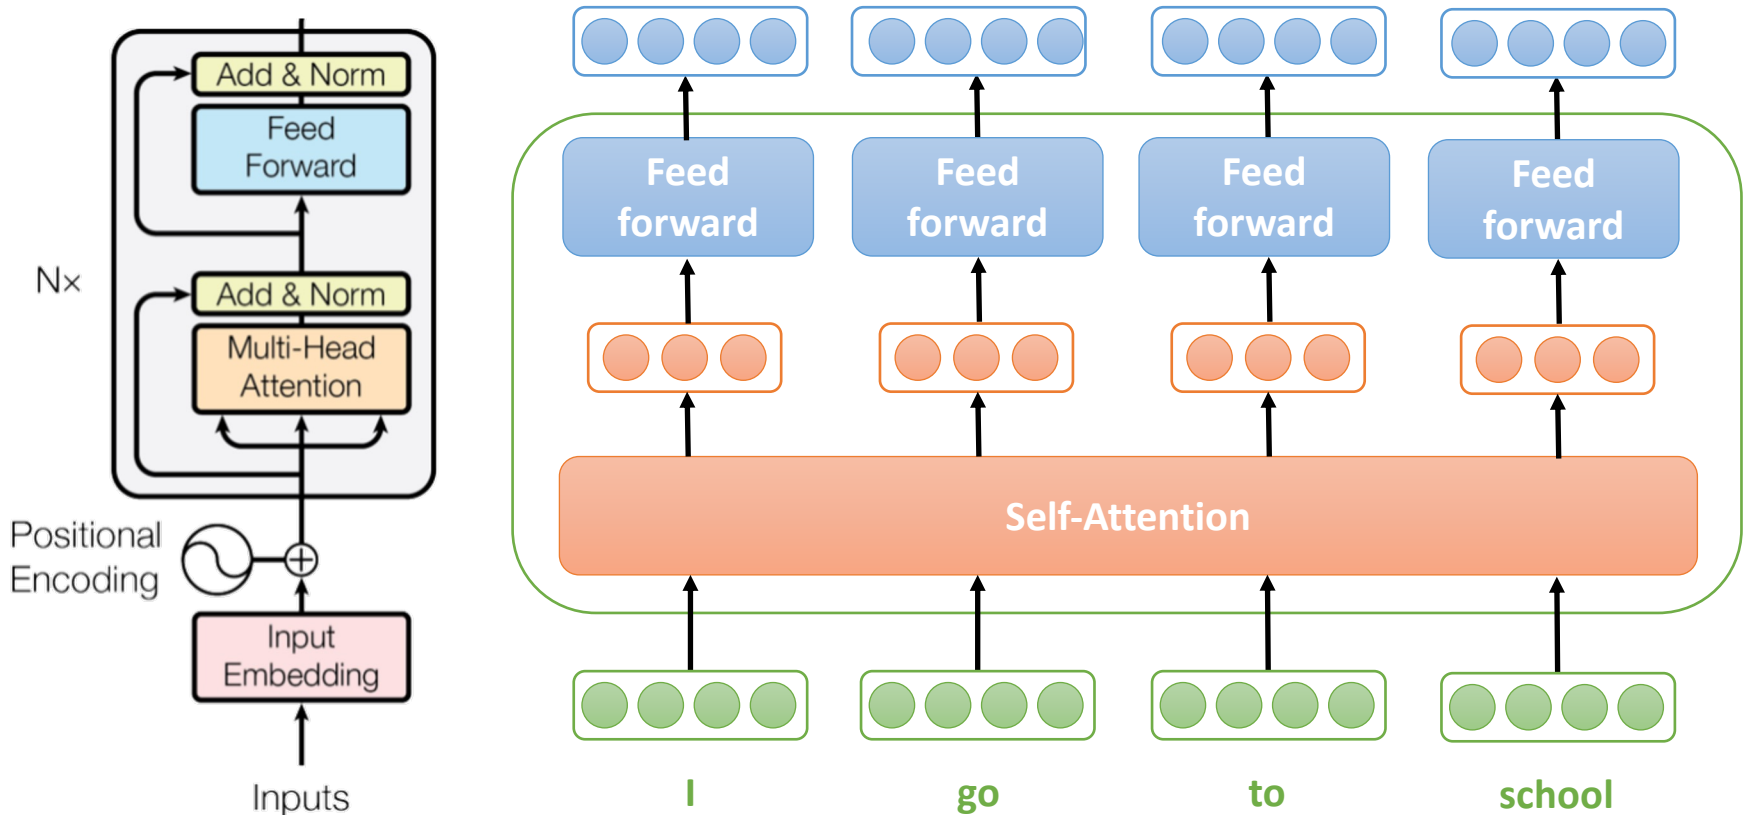 Add & Norm
Feed
Forward
Add & Norm
Multi-Head
Attention
N×
Positional
Encoding
Input
Embedding
Inputs
Feed
forward
Feed
forward
Feed
forward
Feed
forward
Self-Attention
I
go
to
school